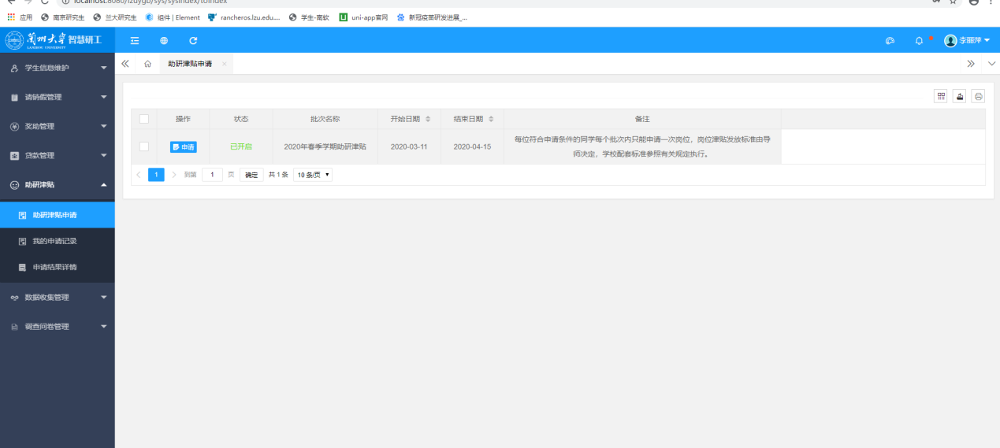 localhost:8080/lzuygb/sys/sysindex/toindex
应用 南京研究生 兰大研究生 组件 | Element rancheros.lzu.edu.... 学生-南软 uni-app官网 新冠疫苗研发进展_...
蘭州大学 智慧研工
LANZHOU UNIVERSITY
李丽萍
学生信息维护
助研津贴申请
请销假管理
奖助管理
贷款管理
助研津贴
助研津贴申请
我的申请记录
申请结果详情
数据收集管理
调查问卷管理
操作 状态 批次名称 开始日期 结束日期 备注
申请 已开启 2020年春季学期助研津贴 2020-03-11 2020-04-15 每位符合申请条件的同学每个批次内只能申请一次岗位，岗位津贴发放标准由导
师决定，学校配套标准参照有关规定执行。
1 到第 1 页 确定 共 1 条 10 条/页